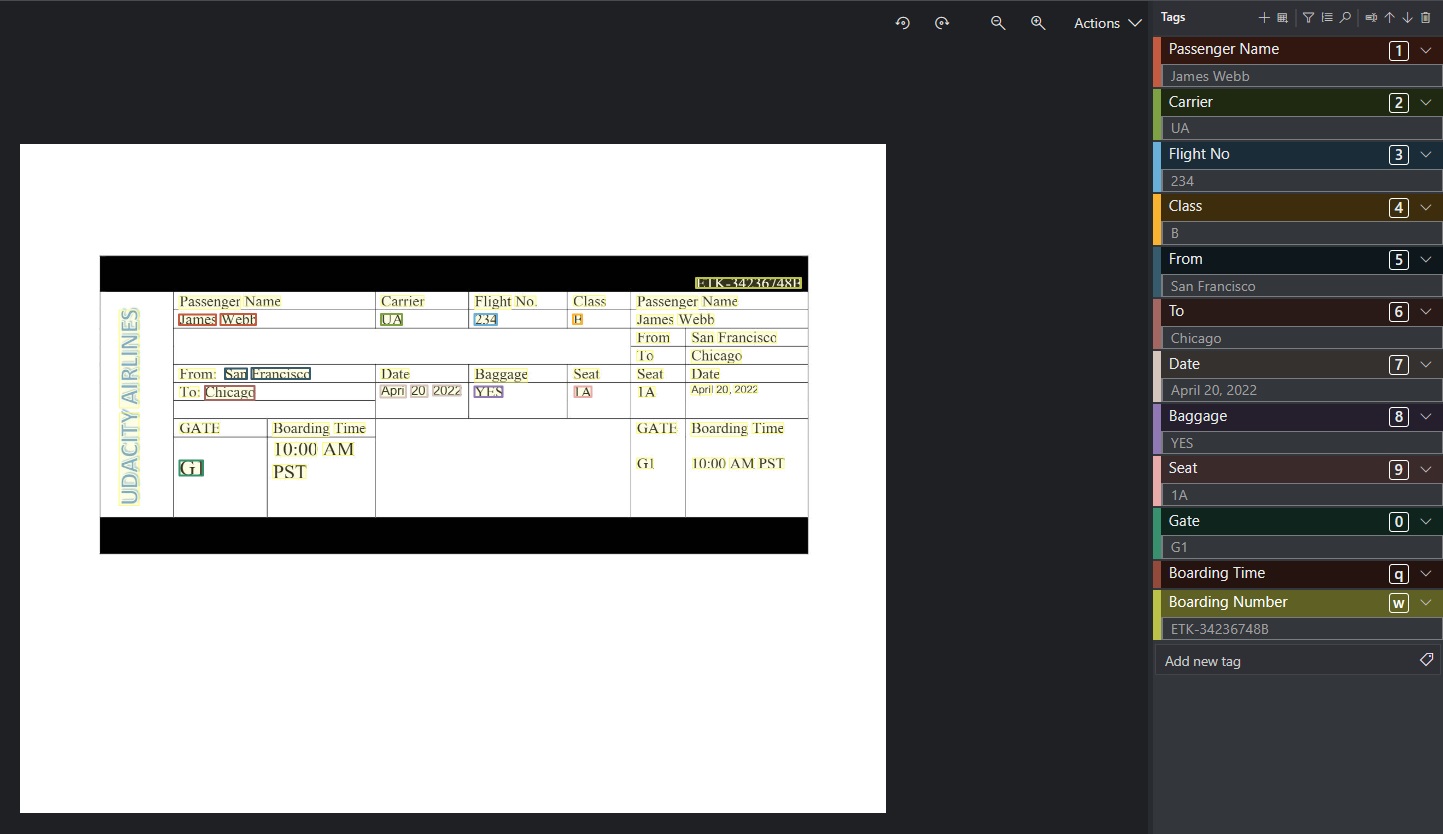 Actions
Tags
Passenger Name 1
James Webb
Carrier 2
UA
Flight No 3
234
Class 4
B
From 5
San Francisco
To 6
Chicago
Date 7
April 20, 2022
Baggage 8
YES
Seat 9
1A
Gate 0
G1
Boarding Time q
Boarding Number w
ETK-34236748B
Add new tag
ETK-34236748B
UDACITY AIRLINES
Passenger Name Carrier Flight No. Class Passenger Name
James Webb UA 234 B James Webb
From San Francisco
To Chicago
From: San Francisco Date Baggage Seat Seat Date
To: Chicago April 20 2022 YES 1A 1A April 20, 2022
GATE Boarding Time GATE Boarding Time
G1 10:00 AM G1 10:00 AM PST
PST